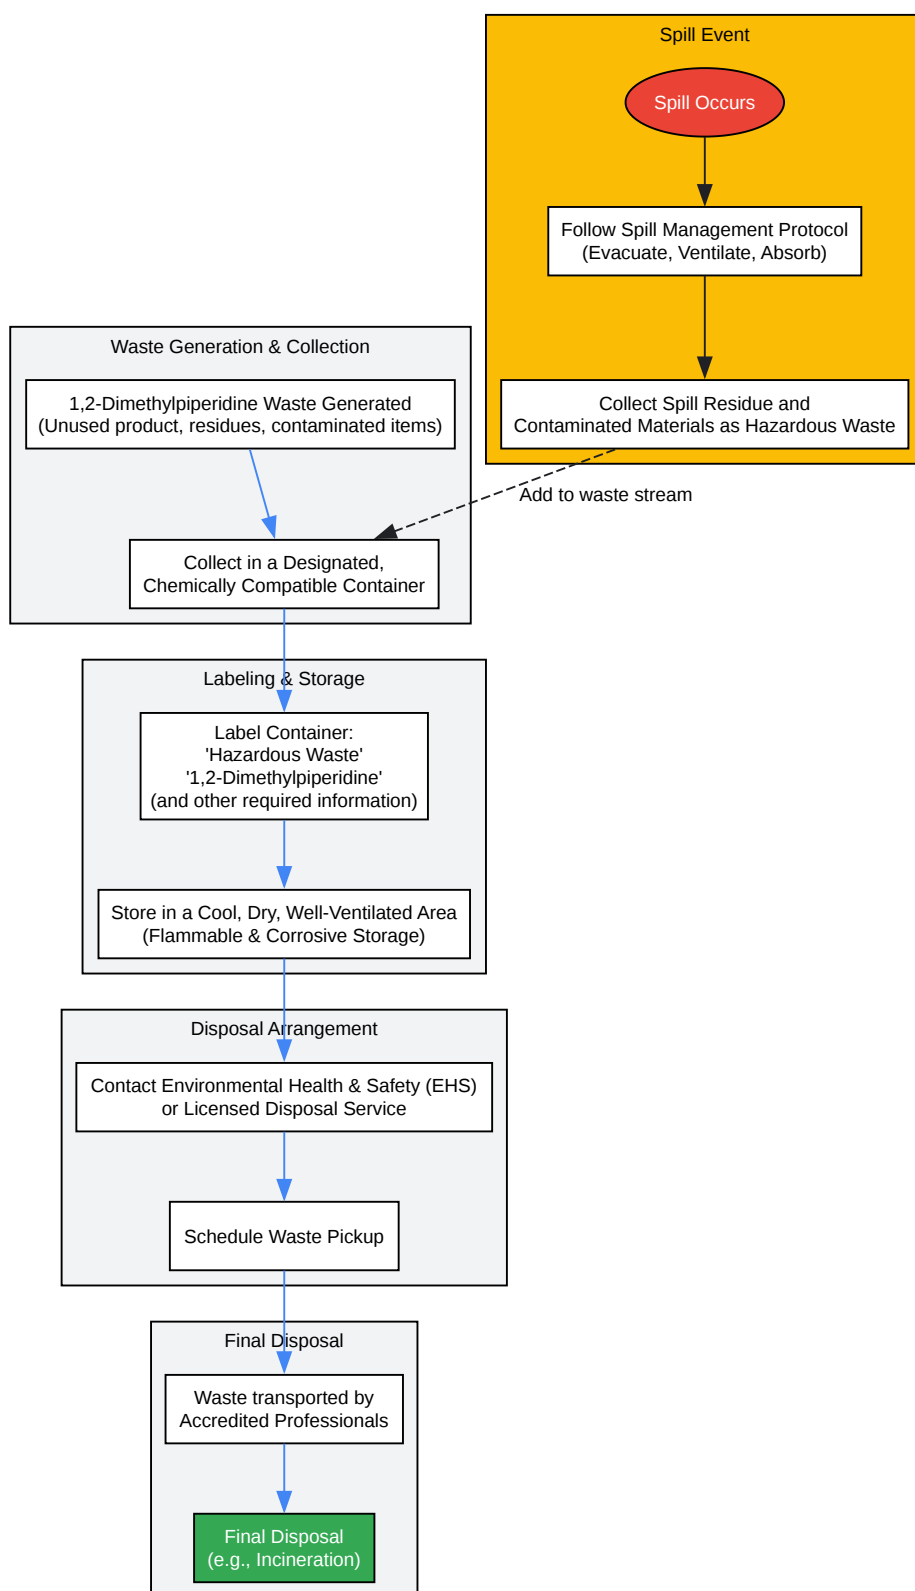 Spill Event
Spill Occurs
Follow Spill Management Protocol
(Evacuate, Ventilate, Absorb)
Collect Spill Residue and
Contaminated Materials as Hazardous Waste
Add to waste stream
Waste Generation & Collection
1,2-Dimethylpiperidine Waste Generated
(Unused product, residues, contaminated items)
Collect in a Designated,
Chemically Compatible Container
Labeling & Storage
Label Container:
'Hazardous Waste'
'1,2-Dimethylpiperidine'
(and other required information)
Store in a Cool, Dry, Well-Ventilated Area
(Flammable & Corrosive Storage)
Disposal Arrangement
Contact Environmental Health & Safety (EHS)
or Licensed Disposal Service
Schedule Waste Pickup
Final Disposal
Waste transported by
Accredited Professionals
Final Disposal
(e.g., Incineration)